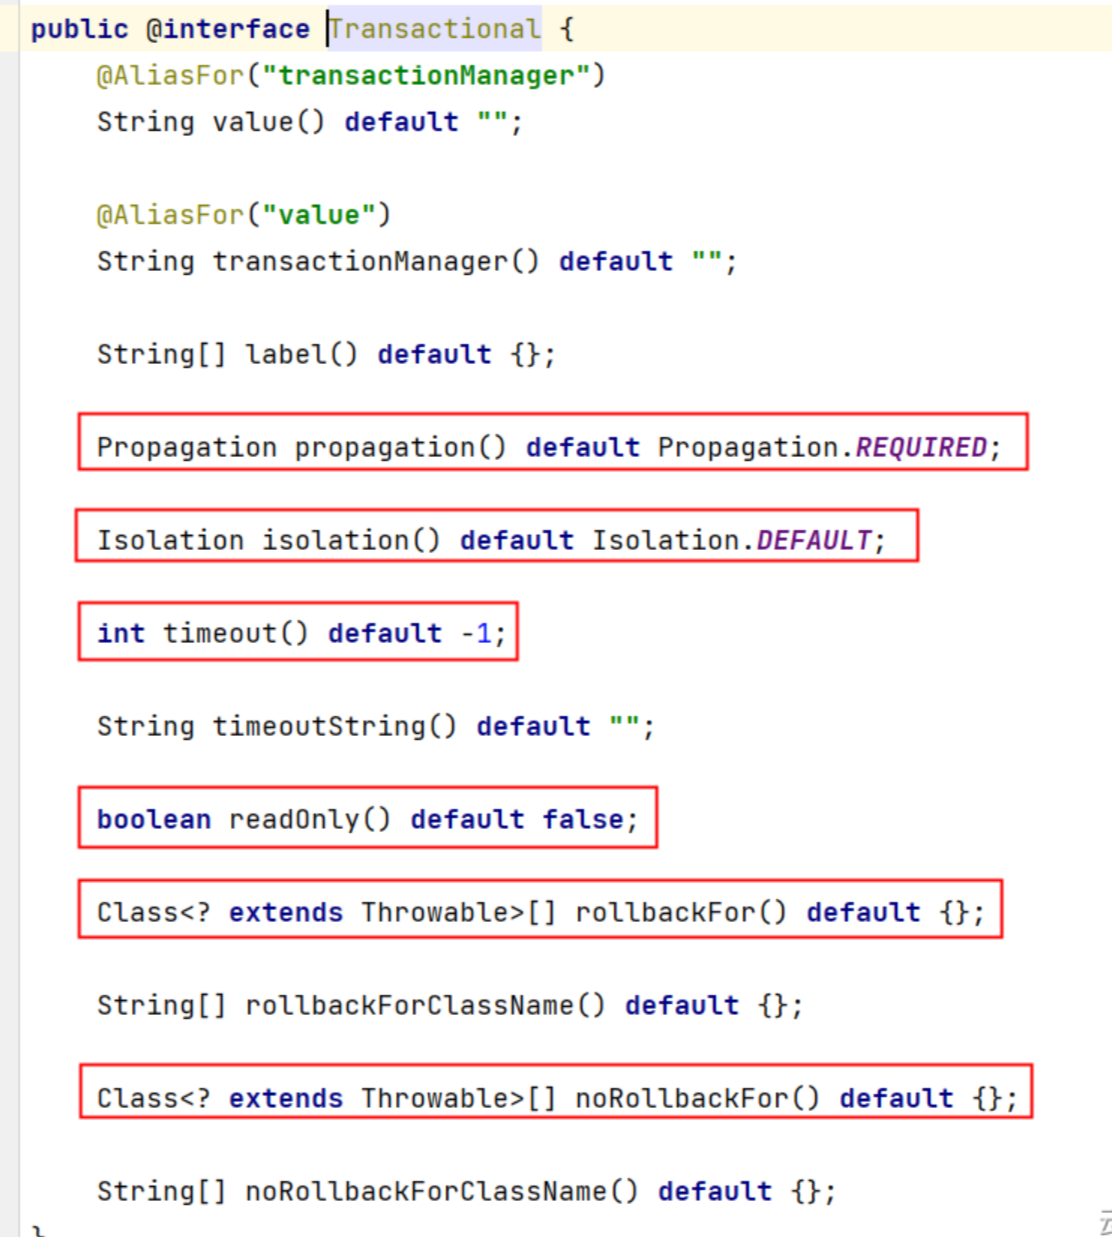 public @interface Transactional {
@AliasFor("transactionManager")
String value() default "";
@AliasFor("value")
String transactionManager() default "";
String[] label() default {};
Propagation propagation() default Propagation.REQUIRED;
Isolation isolation() default Isolation.DEFAULT;
int timeout() default -1;
String timeoutString() default "";
boolean readOnly() default false;
Class<? extends Throwable>[] rollbackFor() default {};
String[] rollbackForClassName() default {};
Class<? extends Throwable>[] noRollbackFor() default {};
String[] noRollbackForClassName() default {};
}